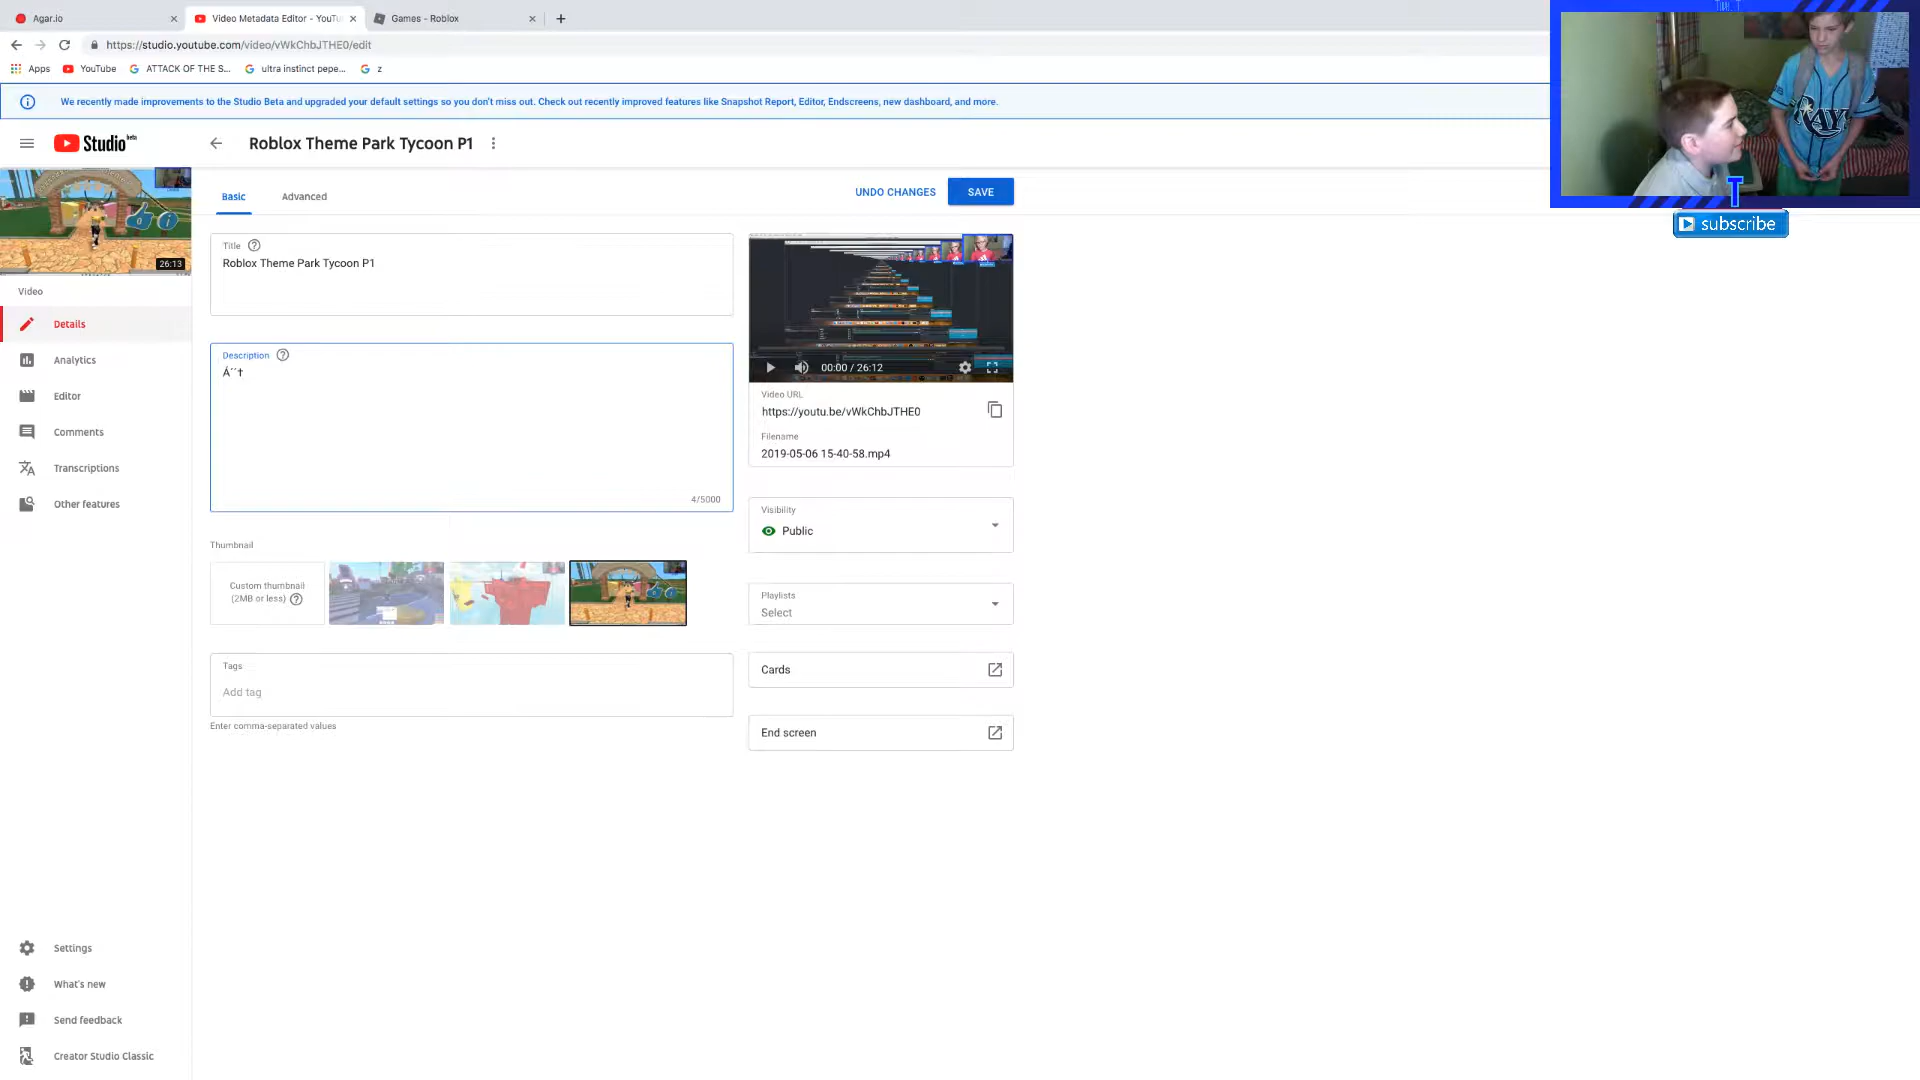 Agar.io
Video Metadata Editor - YouTu
Games - Roblox
https://studio.youtube.com/video/vWkChbJTHE0/edit
Apps
YouTube
ATTACK OF THE S...
ultra instinct pepe...
z
We recently made improvements to the Studio Beta and upgraded your default settings so you don't miss out. Check out recently improved features like Snapshot Report, Editor, Endscreens, new dashboard, and more.
Studio beta
Roblox Theme Park Tycoon P1
RAYS
T
subscribe
26:13
Basic
Advanced
UNDO CHANGES
SAVE
Title
Roblox Theme Park Tycoon P1
Description
Á´´†
4/5000
Thumbnail
Custom thumbnail
(2MB or less)
Tags
Add tag
Enter comma-separated values
00:00 / 26:12
Video URL
https://youtu.be/vWkChbJTHE0
Filename
2019-05-06 15-40-58.mp4
Visibility
Public
Playlists
Select
Cards
End screen
Video
Details
Analytics
Editor
Comments
Transcriptions
Other features
Settings
What's new
Send feedback
Creator Studio Classic